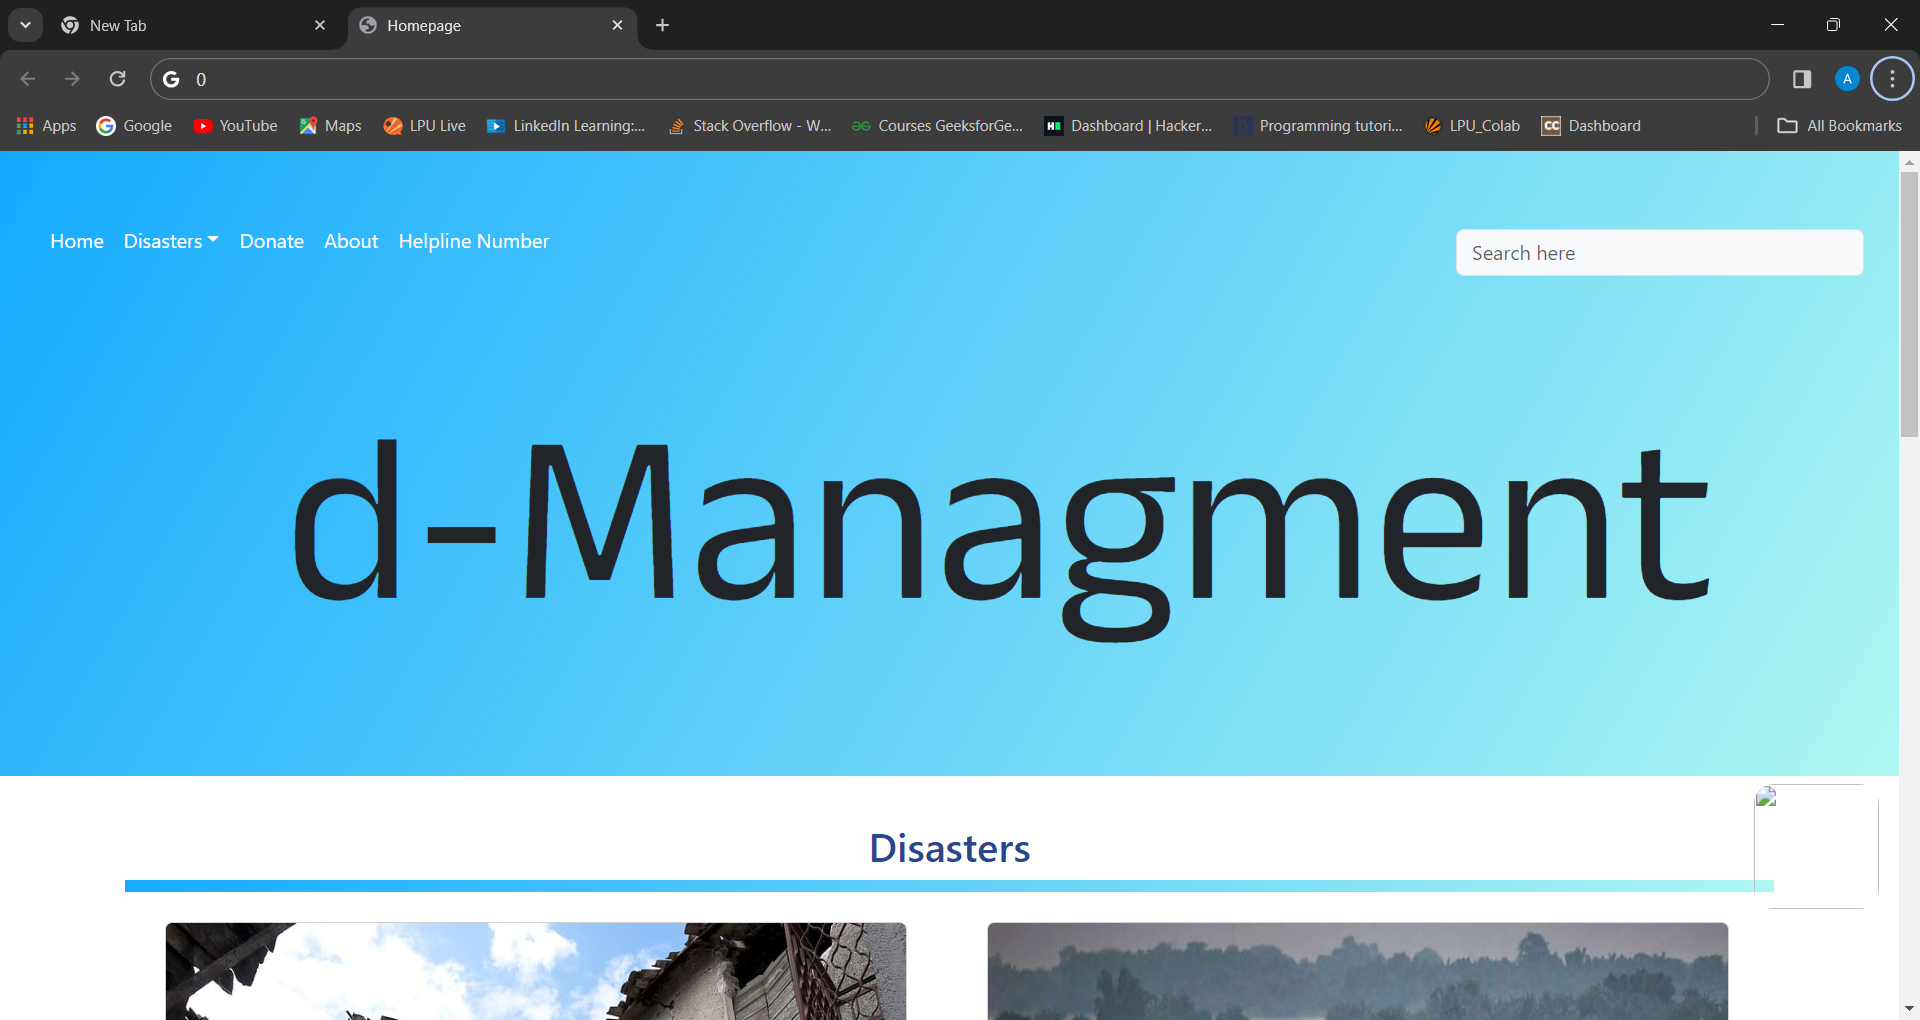 New Tab
Homepage
0
A
Apps Google YouTube Maps LPU Live LinkedIn Learning:... Stack Overflow - W... Courses GeeksforGe... Dashboard | Hacker... Programming tutori... LPU_Colab CC Dashboard All Bookmarks
Home Disasters Donate About Helpline Number
Search here
d-Managment
Disasters